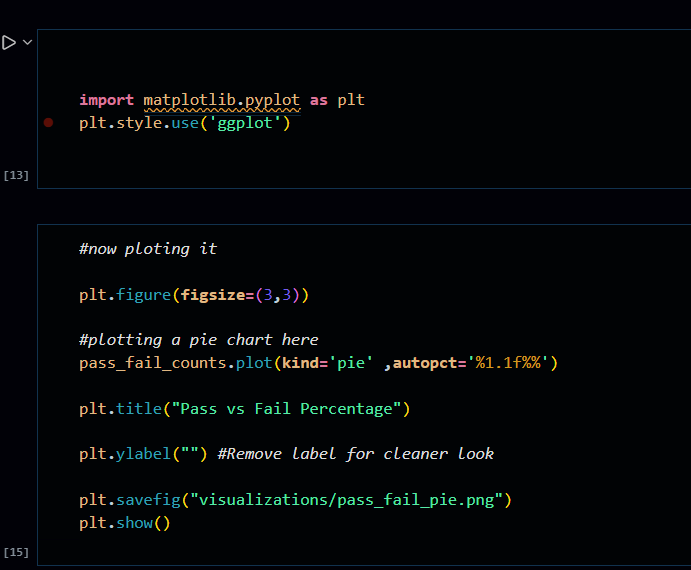 import matplotlib.pyplot as plt
plt.style.use('ggplot')
[13]
#now ploting it
plt.figure(figsize=(3,3))
#plotting a pie chart here
pass_fail_counts.plot(kind='pie' ,autopct='%1.1f%%')
plt.title("Pass vs Fail Percentage")
plt.ylabel("") #Remove label for cleaner look
plt.savefig("visualizations/pass_fail_pie.png")
plt.show()
[15]